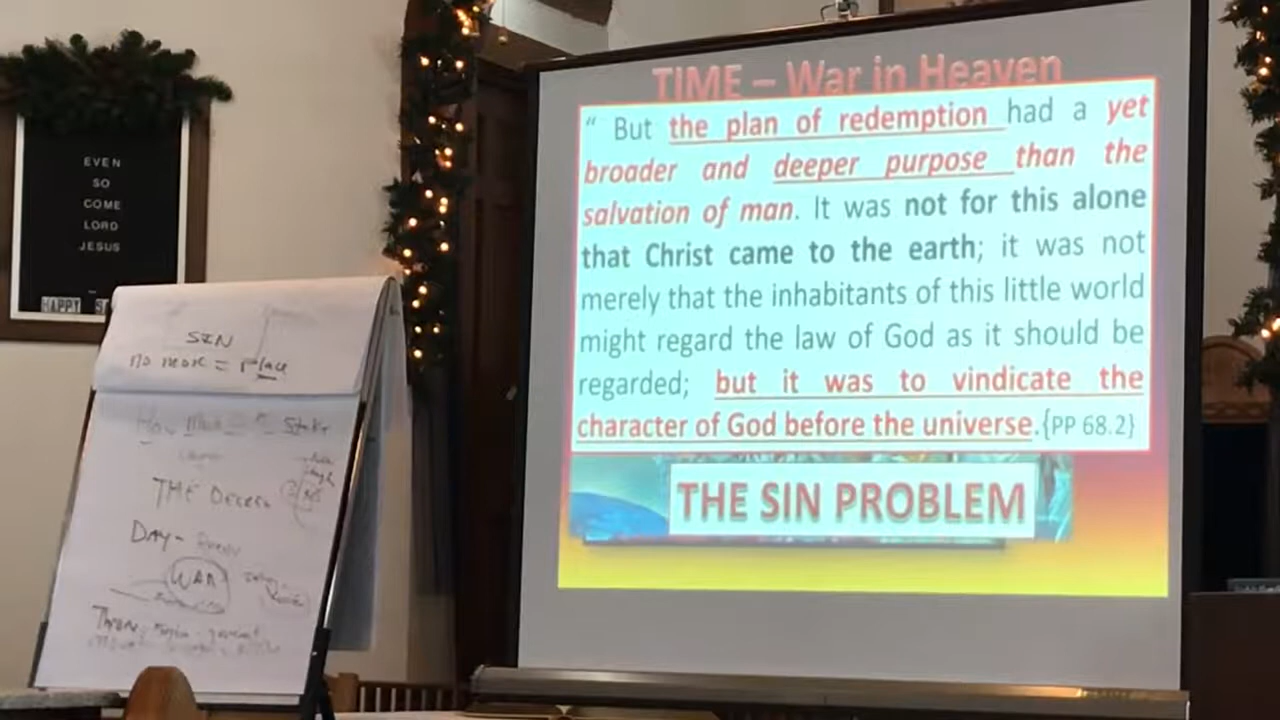 EVEN
SO
COME
LORD
JESUS
HAPPY
SIN
no more = Place
THE
DAY-
WAR
TIME – War in Heaven
“ But the plan of redemption had a yet
broader and deeper purpose than the
salvation of man. It was not for this alone
that Christ came to the earth; it was not
merely that the inhabitants of this little world
might regard the law of God as it should be
regarded; but it was to vindicate the
character of God before the universe.{PP 68.2}
THE SIN PROBLEM